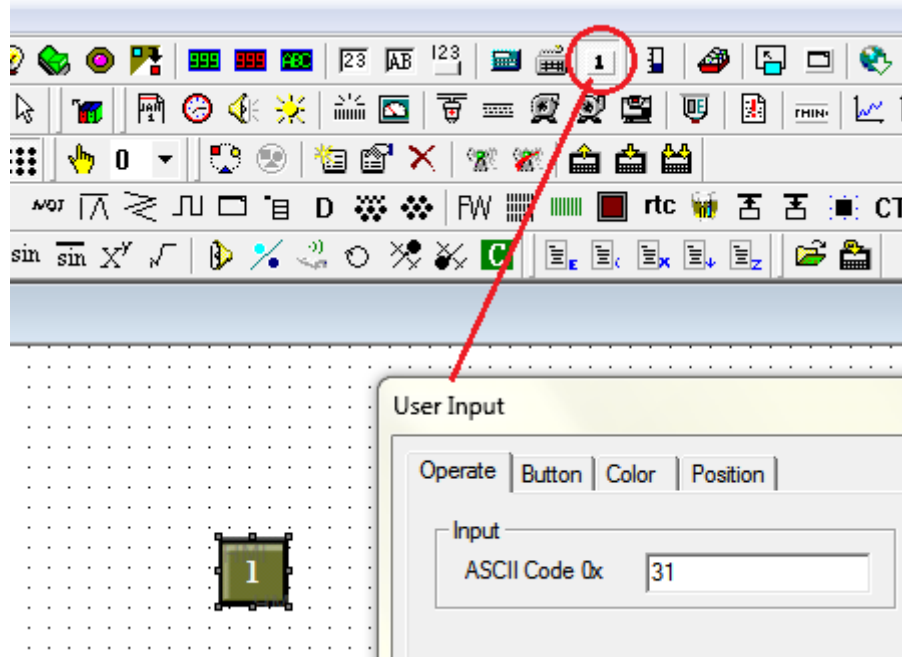 999 999 ABC 23 AB 123 1
0
D FW rtc CT
sin sin X^Y √ C E x z
User Input
Operate Button Color Position
Input
1 ASCII Code 0x 31